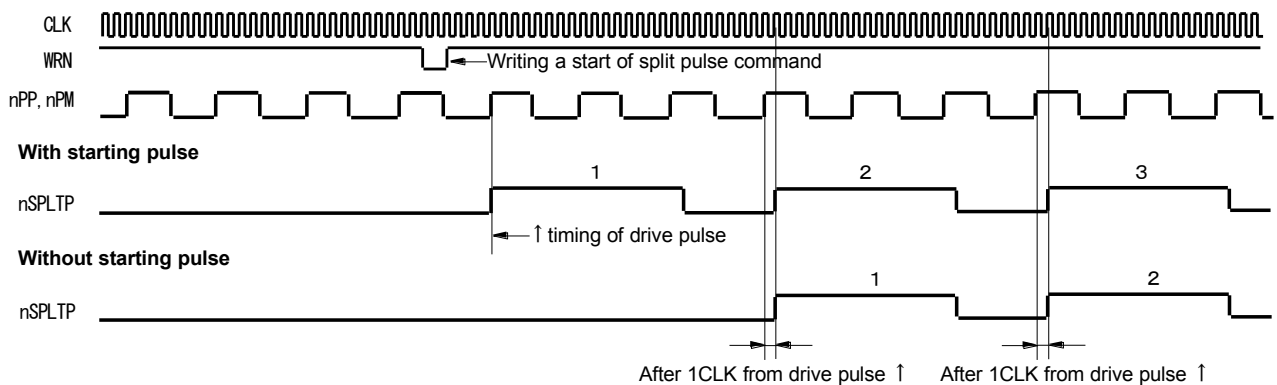 CLK
WRN
Writing a start of split pulse command
nPP, nPM
With starting pulse
1 2 3
nSPLTP
↑ timing of drive pulse
Without starting pulse
1 2
nSPLTP
After 1CLK from drive pulse ↑ After 1CLK from drive pulse ↑